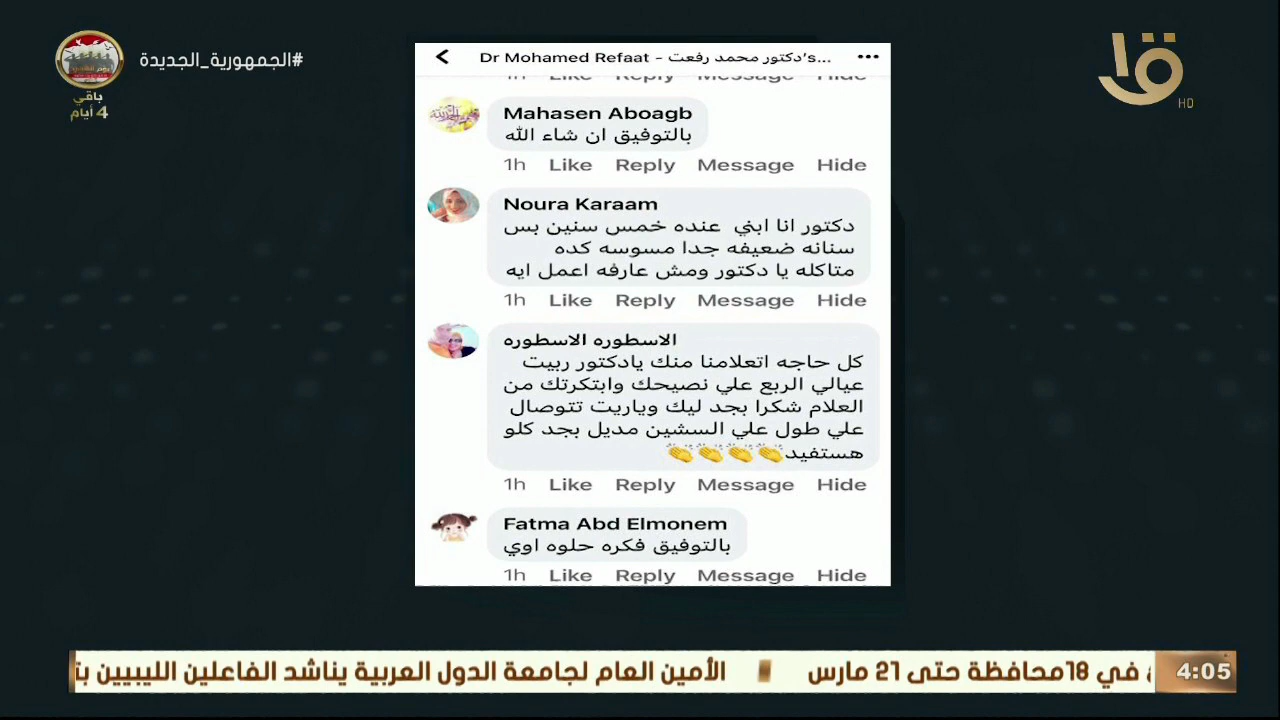 #الجمهورية_الجديدة
باقي
4 أيام
HD
Dr Mohamed Refaat - دكتور محمد رفعت's...
Like Reply Message Hide
Mahasen Aboagb
بالتوفيق ان شاء الله
1h Like Reply Message Hide
Noura Karaam
دكتور انا ابني عنده خمس سنين بس
سنانه ضعيفه جدا مسوسه كده
متاكله يا دكتور ومش عارفه اعمل ايه
1h Like Reply Message Hide
الاسطوره الاسطوره
كل حاجه اتعلامنا منك يادكتور ربيت
عيالي الربع علي نصيحك وابتكرتك من
العلام شكرا بجد ليك وياريت تتوصال
علي طول علي السشين مديل بجد كلو
هستفيد👏👏👏👏
1h Like Reply Message Hide
Fatma Abd Elmonem
بالتوفيق فكره حلوه اوي
1h Like Reply Message Hide
في 18محافظة حتى 21 مارس الأمين العام لجامعة الدول العربية يناشد الفاعلين الليبيين
4:05